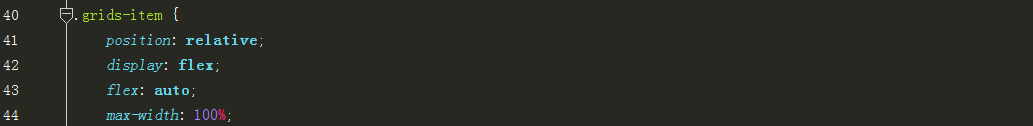 40 .grids-item {
41 position: relative;
42 display: flex;
43 flex: auto;
44 max-width: 100%;